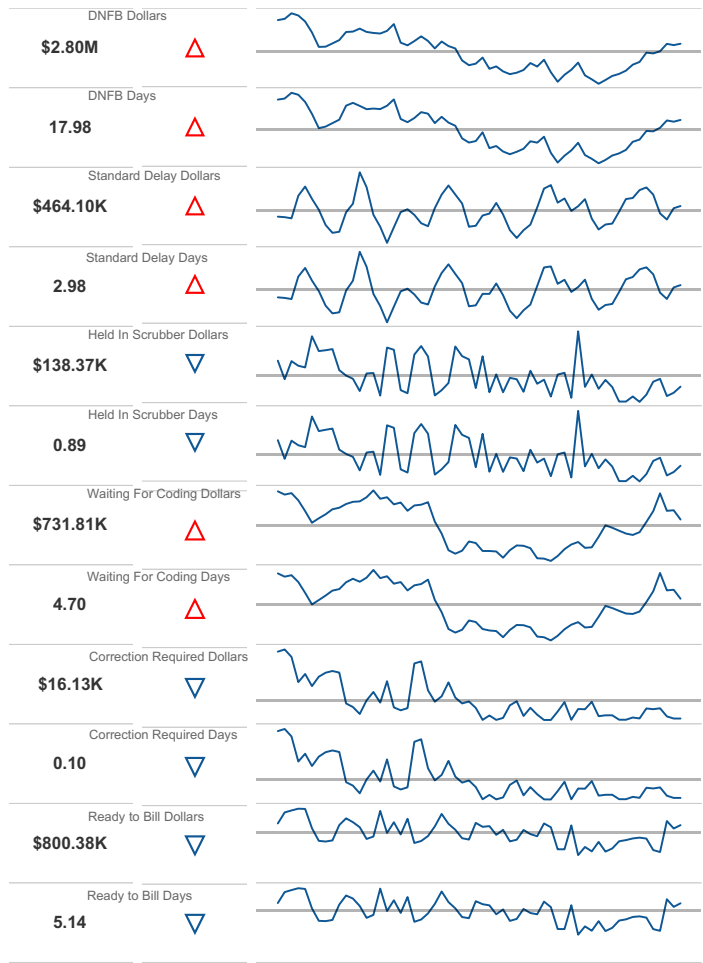 DNFB Dollars
$2.80M
DNFB Days
17.98
Standard Delay Dollars
$464.10K
Standard Delay Days
2.98
Held In Scrubber Dollars
$138.37K
Held In Scrubber Days
0.89
Waiting For Coding Dollars
$731.81K
Waiting For Coding Days
4.70
Correction Required Dollars
$16.13K
Correction Required Days
0.10
Ready to Bill Dollars
$800.38K
Ready to Bill Days
5.14